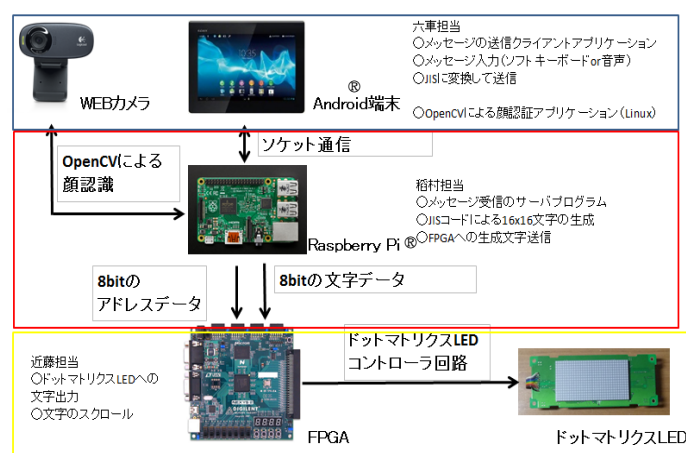 六車担当
○メッセージの送信クライアントアプリケーション
○メッセージ入力(ソフトキーボードor音声)
○JISに変換して送信
○OpenCVによる顔認証アプリケーション(Linux)
WEBカメラ
®
Android端末
ソケット通信
OpenCVによる
顔認識
稲村担当
○メッセージ受信のサーバプログラム
○JISコードによる16x16文字の生成
○FPGAへの生成文字送信
Raspberry Pi ®
8bitの
アドレスデータ
8bitの文字データ
ドットマトリクスLED
コントローラ回路
近藤担当
○ドットマトリクスLEDへの
文字出力
○文字のスクロール
FPGA
ドットマトリクスLED